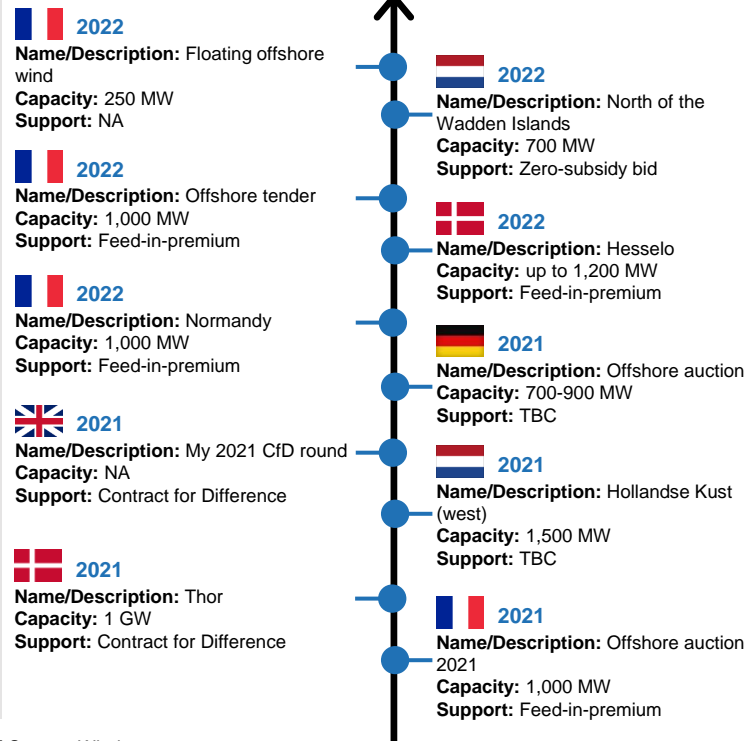 2022
Name/Description: Floating offshore
wind
Capacity: 250 MW
Support: NA
2022
Name/Description: Offshore tender
Capacity: 1,000 MW
Support: Feed-in-premium
2022
Name/Description: Normandy
Capacity: 1,000 MW
Support: Feed-in-premium
2021
Name/Description: My 2021 CfD round
Capacity: NA
Support: Contract for Difference
2021
Name/Description: Thor
Capacity: 1 GW
Support: Contract for Difference
2022
Name/Description: North of the
Wadden Islands
Capacity: 700 MW
Support: Zero-subsidy bid
2022
Name/Description: Hesselo
Capacity: up to 1,200 MW
Support: Feed-in-premium
2021
Name/Description: Offshore auction
Capacity: 700-900 MW
Support: TBC
2021
Name/Description: Hollandse Kust
(west)
Capacity: 1,500 MW
Support: TBC
2021
Name/Description: Offshore auction
2021
Capacity: 1,000 MW
Support: Feed-in-premium